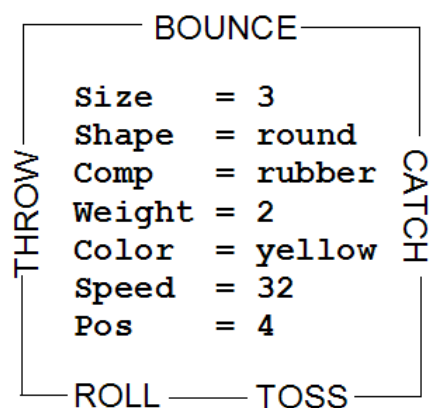 BOUNCE
Size = 3
Shape = round
Comp = rubber
Weight = 2
Color = yellow
Speed = 32
Pos = 4
THROW
CATCH
ROLL
TOSS